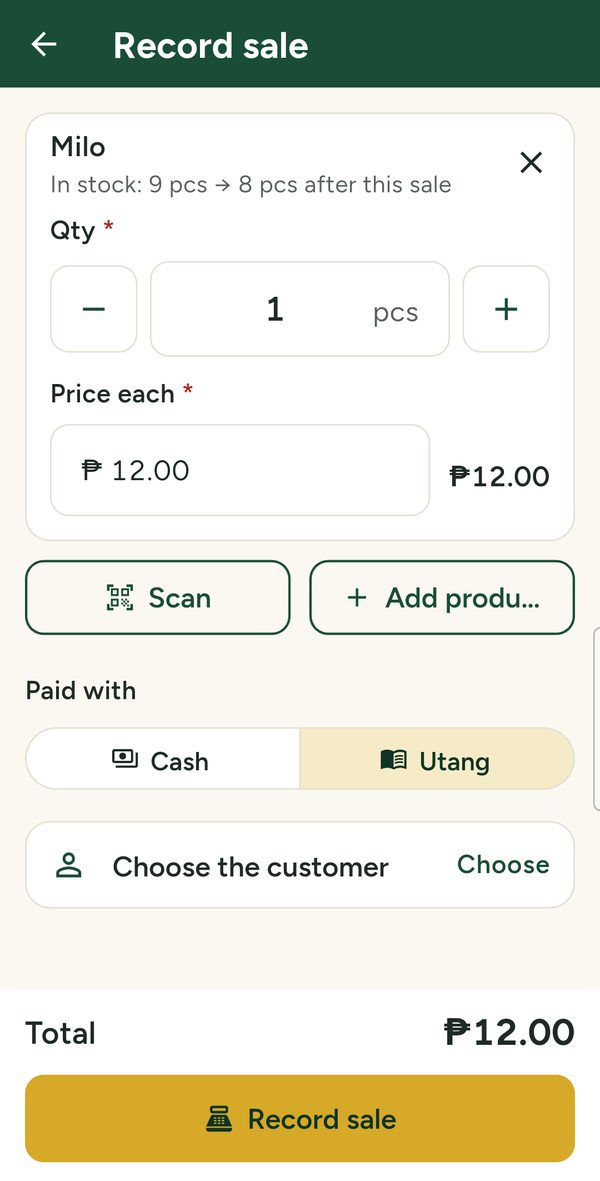 Record sale
Milo
In stock: 9 pcs → 8 pcs after this sale
Qty *
− 1 pcs +
Price each *
₱ 12.00 ₱12.00
Scan + Add produ...
Paid with
Cash Utang
Choose the customer Choose
Total ₱12.00
Record sale